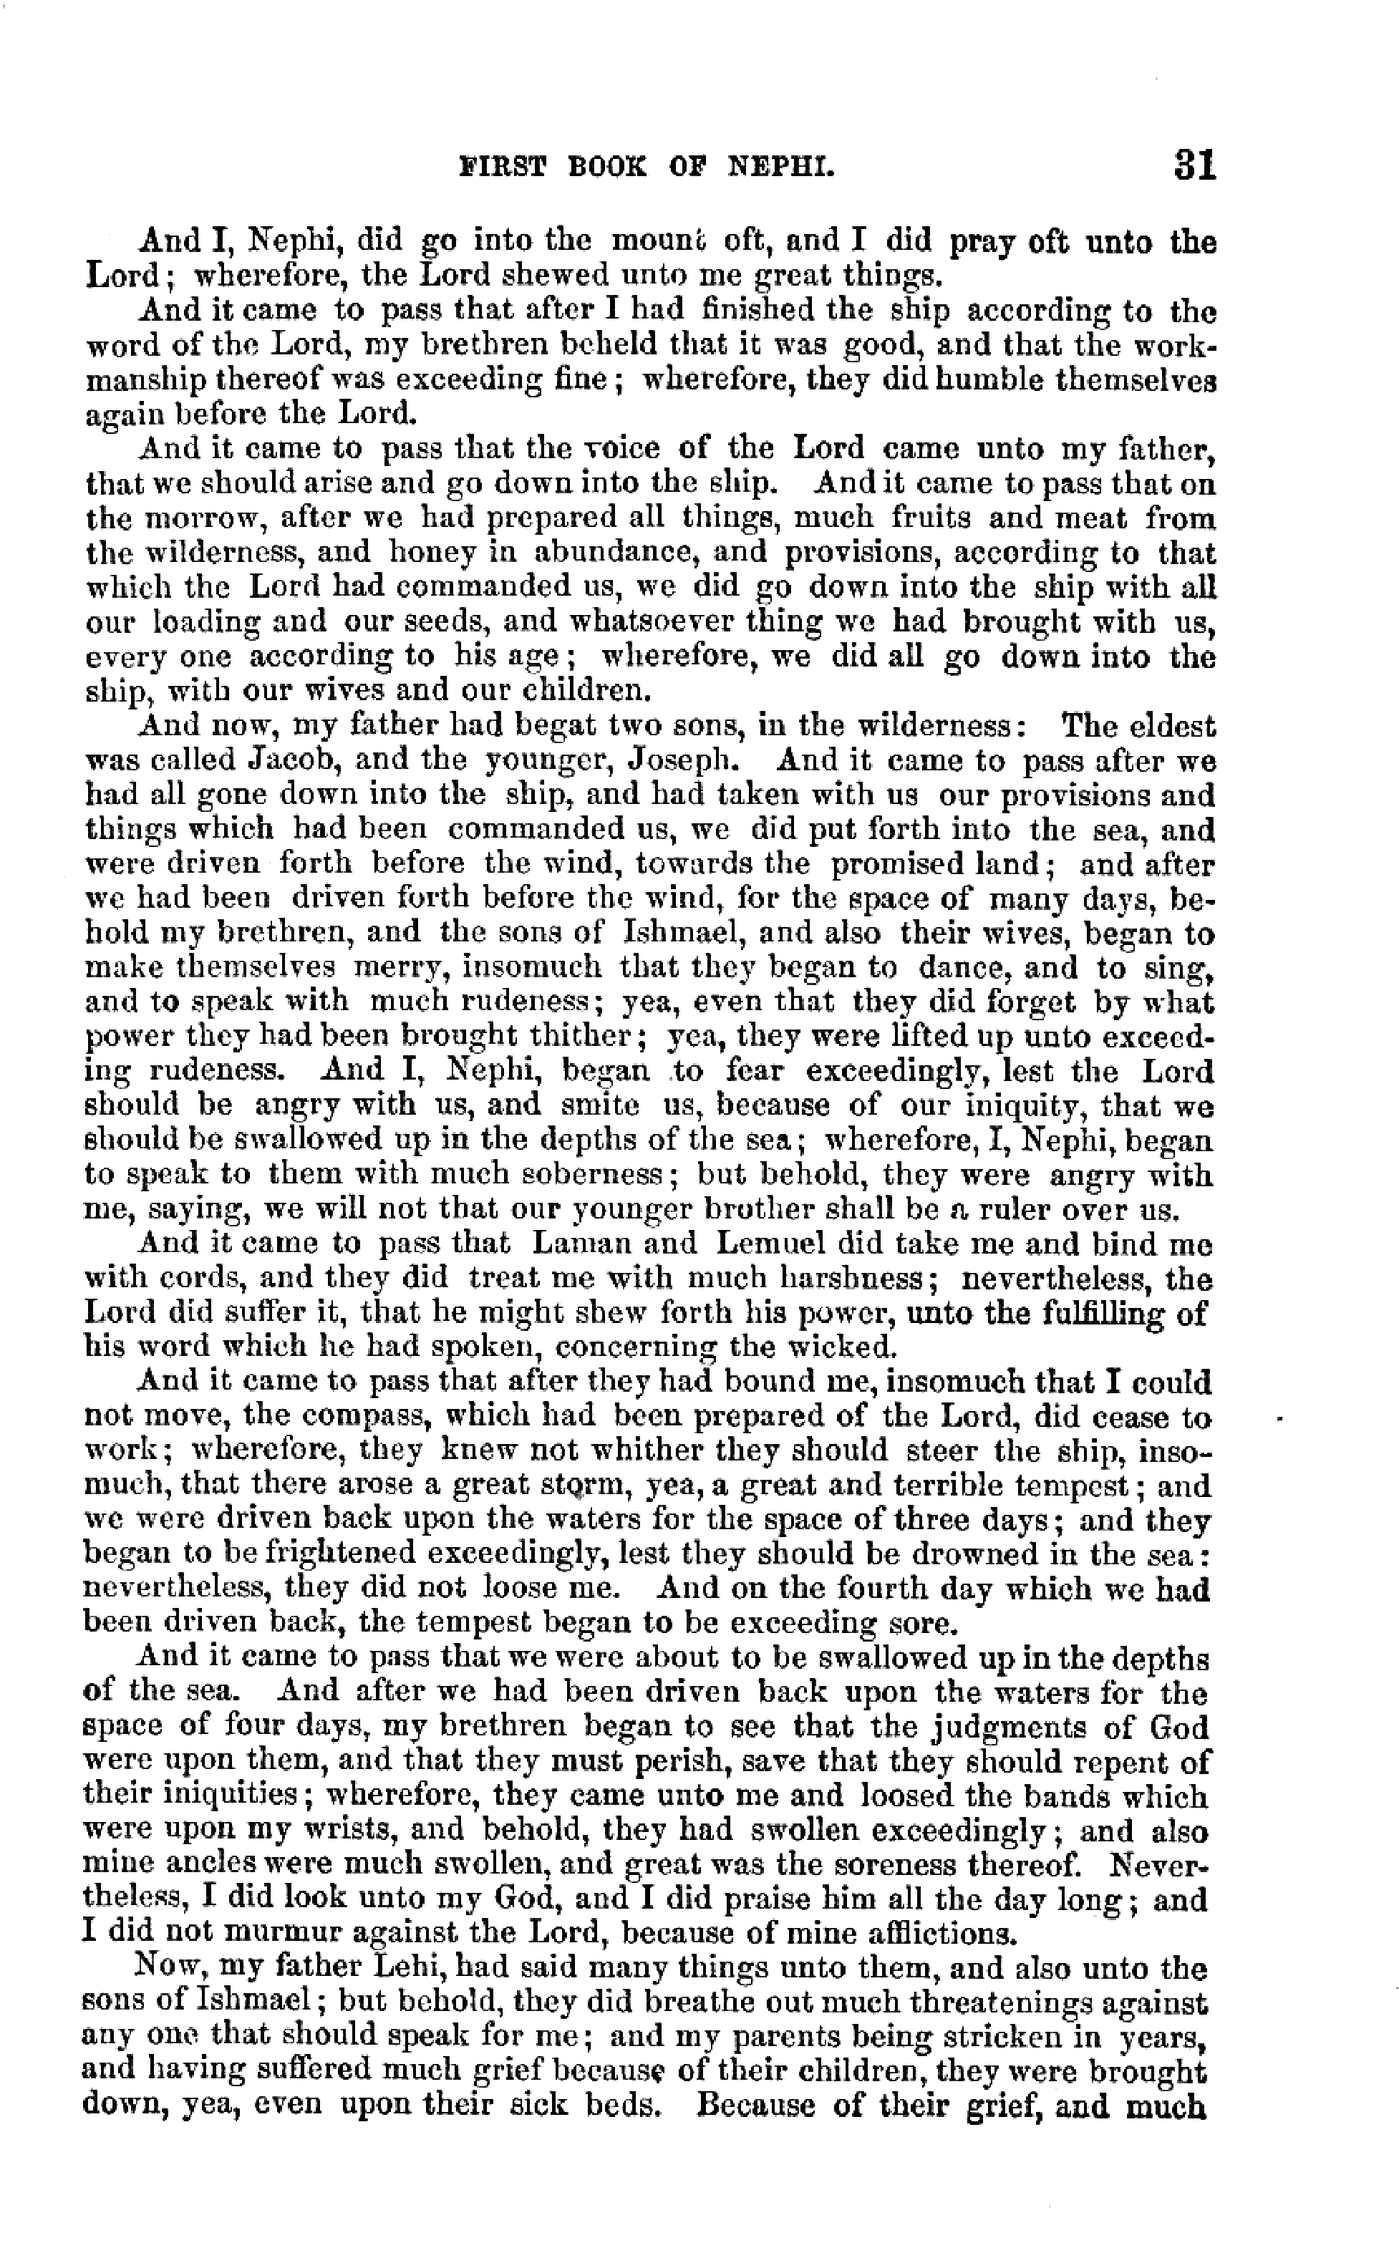 FIRST BOOK OF NEPHI. 31
And I, Nephi, did go into the mount oft, and I did pray oft unto the
Lord; wherefore, the Lord shewed unto me great things.
And it came to pass that after I had finished the ship according to the
word of the Lord, my brethren beheld that it was good, and that the work-
manship thereof was exceeding fine; wherefore, they did humble themselves
again before the Lord.
And it came to pass that the voice of the Lord came unto my father,
that we should arise and go down into the ship. And it came to pass that on
the morrow, after we had prepared all things, much fruits and meat from
the wilderness, and honey in abundance, and provisions, according to that
which the Lord had commanded us, we did go down into the ship with all
our loading and our seeds, and whatsoever thing we had brought with us,
every one according to his age; wherefore, we did all go down into the
ship, with our wives and our children.
And now, my father had begat two sons, in the wilderness: The eldest
was called Jacob, and the younger, Joseph. And it came to pass after we
had all gone down into the ship, and had taken with us our provisions and
things which had been commanded us, we did put forth into the sea, and
were driven forth before the wind, towards the promised land; and after
we had been driven forth before the wind, for the space of many days, be-
hold my brethren, and the sons of Ishmael, and also their wives, began to
make themselves merry, insomuch that they began to dance, and to sing,
and to speak with much rudeness; yea, even that they did forget by what
power they had been brought thither; yea, they were lifted up unto exceed-
ing rudeness. And I, Nephi, began to fear exceedingly, lest the Lord
should be angry with us, and smite us, because of our iniquity, that we
should be swallowed up in the depths of the sea; wherefore, I, Nephi, began
to speak to them with much soberness; but behold, they were angry with
me, saying, we will not that our younger brother shall be a ruler over us.
And it came to pass that Laman and Lemuel did take me and bind me
with cords, and they did treat me with much harshness; nevertheless, the
Lord did suffer it, that he might shew forth his power, unto the fulfilling of
his word which he had spoken, concerning the wicked.
And it came to pass that after they had bound me, insomuch that I could
not move, the compass, which had been prepared of the Lord, did cease to
work; wherefore, they knew not whither they should steer the ship, inso-
much, that there arose a great storm, yea, a great and terrible tempest; and
we were driven back upon the waters for the space of three days; and they
began to be frightened exceedingly, lest they should be drowned in the sea:
nevertheless, they did not loose me. And on the fourth day which we had
been driven back, the tempest began to be exceeding sore.
And it came to pass that we were about to be swallowed up in the depths
of the sea. And after we had been driven back upon the waters for the
space of four days, my brethren began to see that the judgments of God
were upon them, and that they must perish, save that they should repent of
their iniquities; wherefore, they came unto me and loosed the bands which
were upon my wrists, and behold, they had swollen exceedingly; and also
mine ancles were much swollen, and great was the soreness thereof. Never-
theless, I did look unto my God, and I did praise him all the day long; and
I did not murmur against the Lord, because of mine afflictions.
Now, my father Lehi, had said many things unto them, and also unto the
sons of Ishmael; but behold, they did breathe out much threatenings against
any one that should speak for me; and my parents being stricken in years,
and having suffered much grief because of their children, they were brought
down, yea, even upon their sick beds. Because of their grief, and much